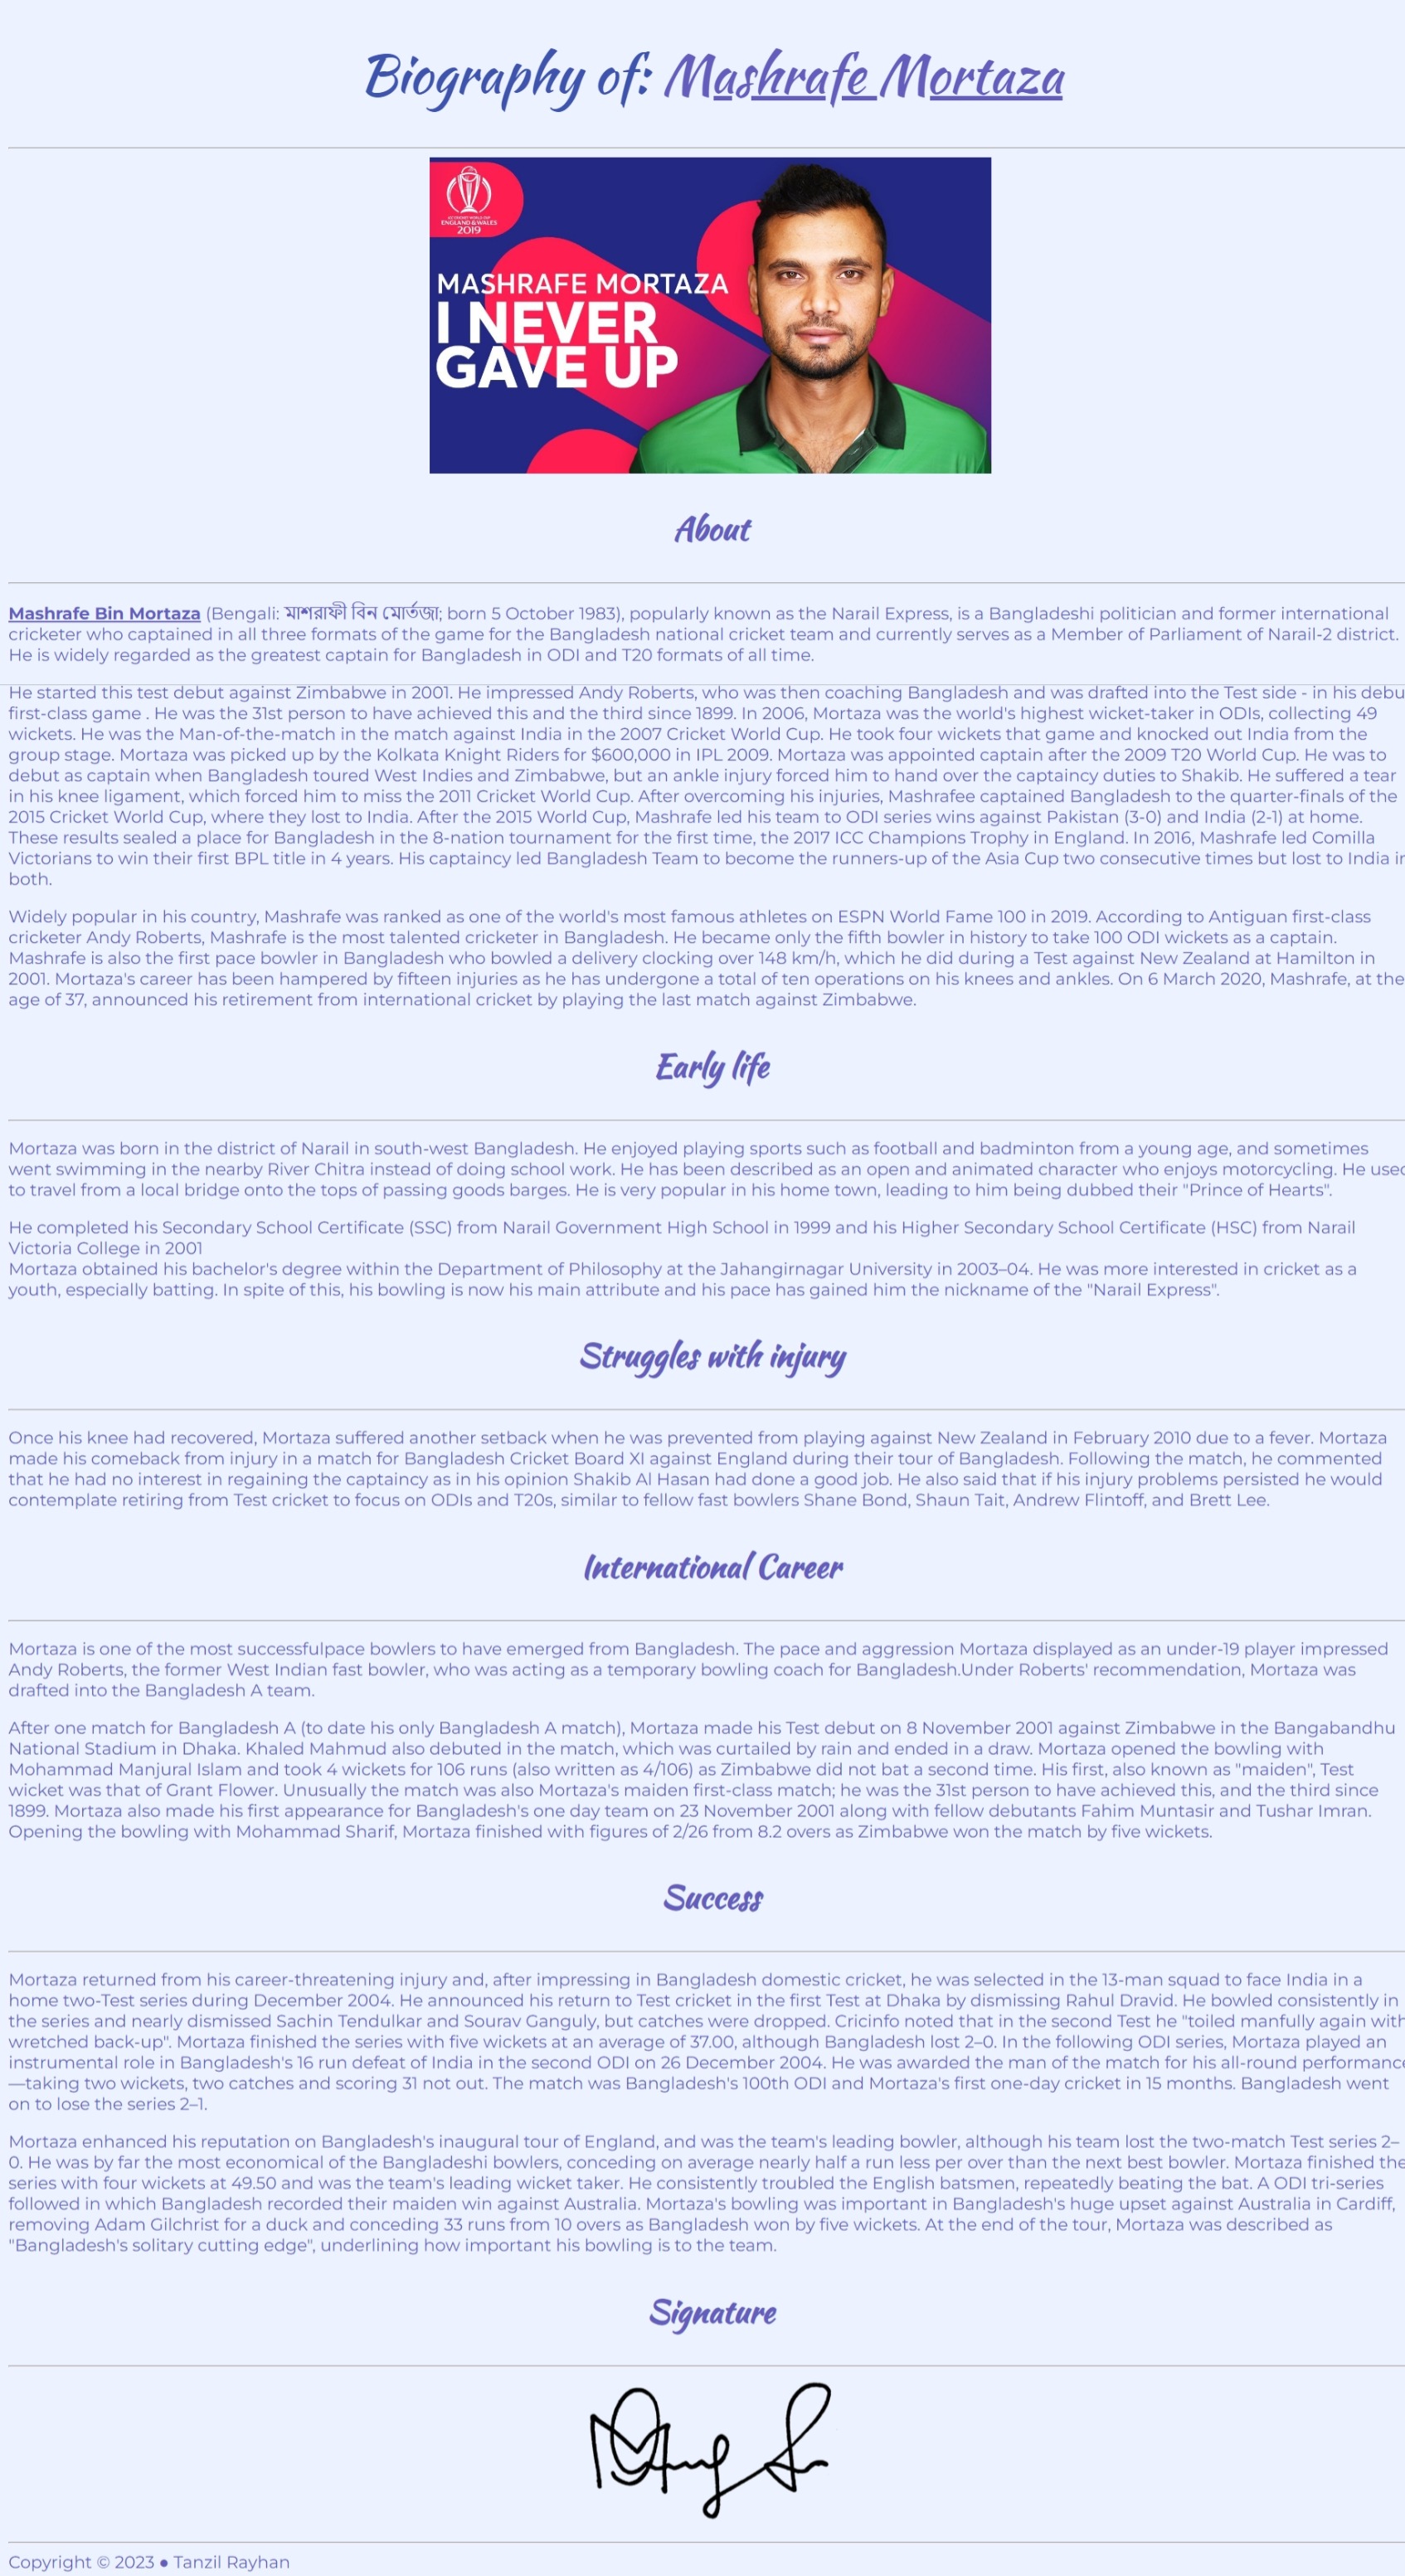 Biography of: Mashrafe Mortaza
ICC CRICKET WORLD CUP
ENGLAND & WALES
2019
MASHRAFE MORTAZA
I NEVER
GAVE UP
About
Mashrafe Bin Mortaza (Bengali: মাশরাফী বিন মোর্তজা; born 5 October 1983), popularly known as the Narail Express, is a Bangladeshi politician and former international
cricketer who captained in all three formats of the game for the Bangladesh national cricket team and currently serves as a Member of Parliament of Narail-2 district.
He is widely regarded as the greatest captain for Bangladesh in ODI and T20 formats of all time.
He started this test debut against Zimbabwe in 2001. He impressed Andy Roberts, who was then coaching Bangladesh and was drafted into the Test side - in his debu
first-class game . He was the 31st person to have achieved this and the third since 1899. In 2006, Mortaza was the world's highest wicket-taker in ODIs, collecting 49
wickets. He was the Man-of-the-match in the match against India in the 2007 Cricket World Cup. He took four wickets that game and knocked out India from the
group stage. Mortaza was picked up by the Kolkata Knight Riders for $600,000 in IPL 2009. Mortaza was appointed captain after the 2009 T20 World Cup. He was to
debut as captain when Bangladesh toured West Indies and Zimbabwe, but an ankle injury forced him to hand over the captaincy duties to Shakib. He suffered a tear
in his knee ligament, which forced him to miss the 2011 Cricket World Cup. After overcoming his injuries, Mashrafee captained Bangladesh to the quarter-finals of the
2015 Cricket World Cup, where they lost to India. After the 2015 World Cup, Mashrafe led his team to ODI series wins against Pakistan (3-0) and India (2-1) at home.
These results sealed a place for Bangladesh in the 8-nation tournament for the first time, the 2017 ICC Champions Trophy in England. In 2016, Mashrafe led Comilla
Victorians to win their first BPL title in 4 years. His captaincy led Bangladesh Team to become the runners-up of the Asia Cup two consecutive times but lost to India in
both.
Widely popular in his country, Mashrafe was ranked as one of the world's most famous athletes on ESPN World Fame 100 in 2019. According to Antiguan first-class
cricketer Andy Roberts, Mashrafe is the most talented cricketer in Bangladesh. He became only the fifth bowler in history to take 100 ODI wickets as a captain.
Mashrafe is also the first pace bowler in Bangladesh who bowled a delivery clocking over 148 km/h, which he did during a Test against New Zealand at Hamilton in
2001. Mortaza's career has been hampered by fifteen injuries as he has undergone a total of ten operations on his knees and ankles. On 6 March 2020, Mashrafe, at the
age of 37, announced his retirement from international cricket by playing the last match against Zimbabwe.
Early life
Mortaza was born in the district of Narail in south-west Bangladesh. He enjoyed playing sports such as football and badminton from a young age, and sometimes
went swimming in the nearby River Chitra instead of doing school work. He has been described as an open and animated character who enjoys motorcycling. He used
to travel from a local bridge onto the tops of passing goods barges. He is very popular in his home town, leading to him being dubbed their "Prince of Hearts".
He completed his Secondary School Certificate (SSC) from Narail Government High School in 1999 and his Higher Secondary School Certificate (HSC) from Narail
Victoria College in 2001
Mortaza obtained his bachelor's degree within the Department of Philosophy at the Jahangirnagar University in 2003–04. He was more interested in cricket as a
youth, especially batting. In spite of this, his bowling is now his main attribute and his pace has gained him the nickname of the "Narail Express".
Struggles with injury
Once his knee had recovered, Mortaza suffered another setback when he was prevented from playing against New Zealand in February 2010 due to a fever. Mortaza
made his comeback from injury in a match for Bangladesh Cricket Board XI against England during their tour of Bangladesh. Following the match, he commented
that he had no interest in regaining the captaincy as in his opinion Shakib Al Hasan had done a good job. He also said that if his injury problems persisted he would
contemplate retiring from Test cricket to focus on ODIs and T20s, similar to fellow fast bowlers Shane Bond, Shaun Tait, Andrew Flintoff, and Brett Lee.
International Career
Mortaza is one of the most successfulpace bowlers to have emerged from Bangladesh. The pace and aggression Mortaza displayed as an under-19 player impressed
Andy Roberts, the former West Indian fast bowler, who was acting as a temporary bowling coach for Bangladesh.Under Roberts' recommendation, Mortaza was
drafted into the Bangladesh A team.
After one match for Bangladesh A (to date his only Bangladesh A match), Mortaza made his Test debut on 8 November 2001 against Zimbabwe in the Bangabandhu
National Stadium in Dhaka. Khaled Mahmud also debuted in the match, which was curtailed by rain and ended in a draw. Mortaza opened the bowling with
Mohammad Manjural Islam and took 4 wickets for 106 runs (also written as 4/106) as Zimbabwe did not bat a second time. His first, also known as "maiden", Test
wicket was that of Grant Flower. Unusually the match was also Mortaza's maiden first-class match; he was the 31st person to have achieved this, and the third since
1899. Mortaza also made his first appearance for Bangladesh's one day team on 23 November 2001 along with fellow debutants Fahim Muntasir and Tushar Imran.
Opening the bowling with Mohammad Sharif, Mortaza finished with figures of 2/26 from 8.2 overs as Zimbabwe won the match by five wickets.
Success
Mortaza returned from his career-threatening injury and, after impressing in Bangladesh domestic cricket, he was selected in the 13-man squad to face India in a
home two-Test series during December 2004. He announced his return to Test cricket in the first Test at Dhaka by dismissing Rahul Dravid. He bowled consistently in
the series and nearly dismissed Sachin Tendulkar and Sourav Ganguly, but catches were dropped. Cricinfo noted that in the second Test he "toiled manfully again with
wretched back-up". Mortaza finished the series with five wickets at an average of 37.00, although Bangladesh lost 2–0. In the following ODI series, Mortaza played an
instrumental role in Bangladesh's 16 run defeat of India in the second ODI on 26 December 2004. He was awarded the man of the match for his all-round performance
—taking two wickets, two catches and scoring 31 not out. The match was Bangladesh's 100th ODI and Mortaza's first one-day cricket in 15 months. Bangladesh went
on to lose the series 2–1.
Mortaza enhanced his reputation on Bangladesh's inaugural tour of England, and was the team's leading bowler, although his team lost the two-match Test series 2–
0. He was by far the most economical of the Bangladeshi bowlers, conceding on average nearly half a run less per over than the next best bowler. Mortaza finished the
series with four wickets at 49.50 and was the team's leading wicket taker. He consistently troubled the English batsmen, repeatedly beating the bat. A ODI tri-series
followed in which Bangladesh recorded their maiden win against Australia. Mortaza's bowling was important in Bangladesh's huge upset against Australia in Cardiff,
removing Adam Gilchrist for a duck and conceding 33 runs from 10 overs as Bangladesh won by five wickets. At the end of the tour, Mortaza was described as
"Bangladesh's solitary cutting edge", underlining how important his bowling is to the team.
Signature
Copyright © 2023 ● Tanzil Rayhan